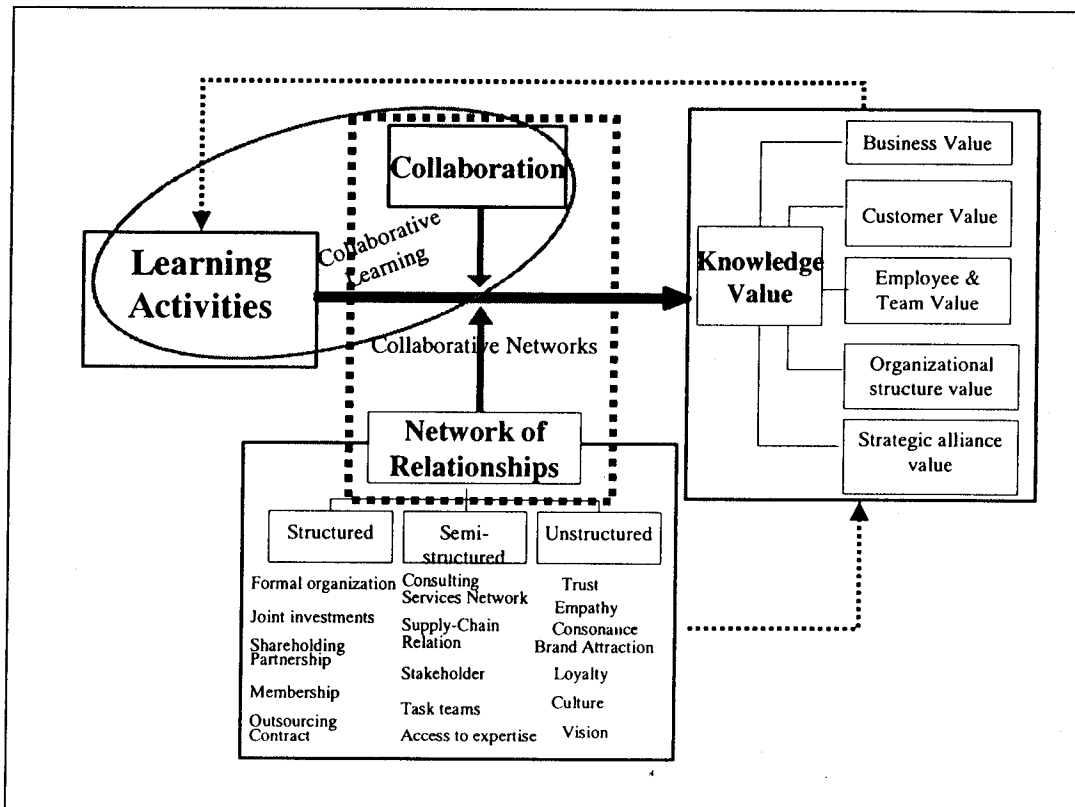 Collaboration
Collaborative
Learning
Learning
Activities
Collaborative Networks
Network of
Relationships
Structured
Semi-
structured
Unstructured
Formal organization
Joint investments
Shareholding
Partnership
Membership
Outsourcing
Contract
Consulting
Services Network
Supply-Chain
Relation
Stakeholder
Task teams
Access to expertise
Trust
Empathy
Consonance
Brand Attraction
Loyalty
Culture
Vision
Knowledge
Value
Business Value
Customer Value
Employee &
Team Value
Organizational
structure value
Strategic alliance
value
4